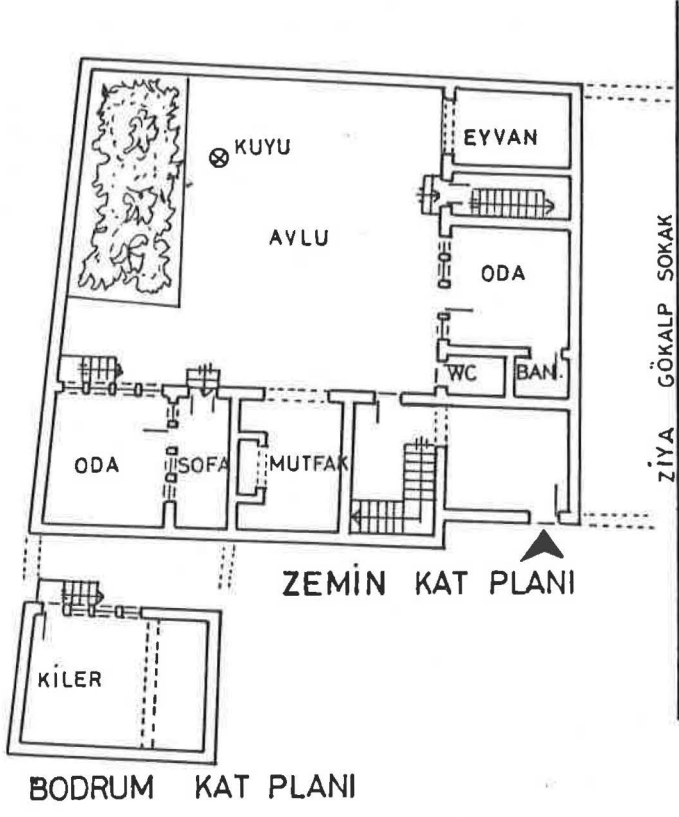 EYVAN
KUYU
AVLU
ODA
WC
BAN.
ODA
SOFA
MUTFAK
ZİYA GÖKALP SOKAK
ZEMİN KAT PLANI
KİLER
BODRUM KAT PLANI